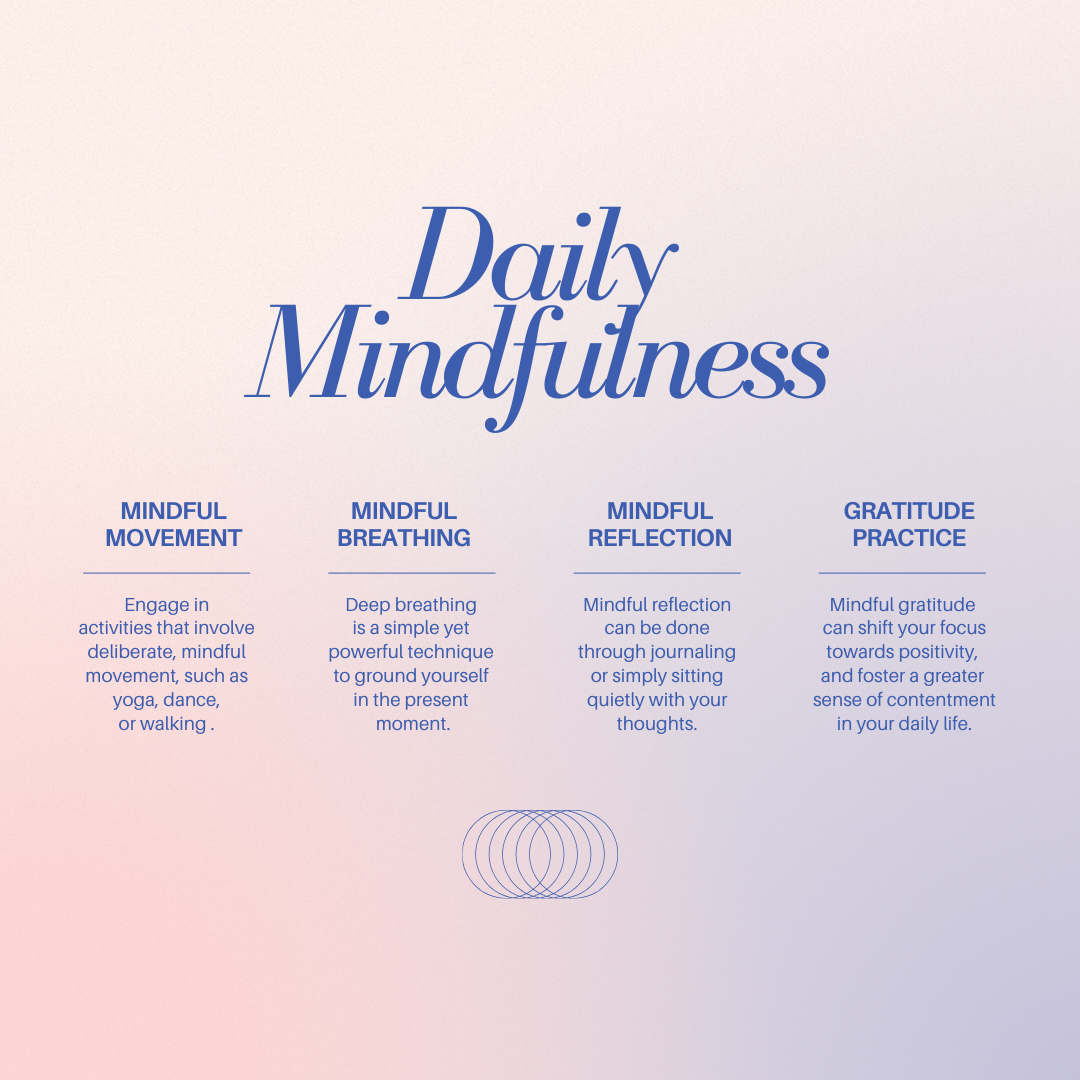 Daily
Mindfulness
MINDFUL
MOVEMENT
Engage in
activities that involve
deliberate, mindful
movement, such as
yoga, dance,
or walking .
MINDFUL
BREATHING
Deep breathing
is a simple yet
powerful technique
to ground yourself
in the present
moment.
MINDFUL
REFLECTION
Mindful reflection
can be done
through journaling
or simply sitting
quietly with your
thoughts.
GRATITUDE
PRACTICE
Mindful gratitude
can shift your focus
towards positivity,
and foster a greater
sense of contentment
in your daily life.